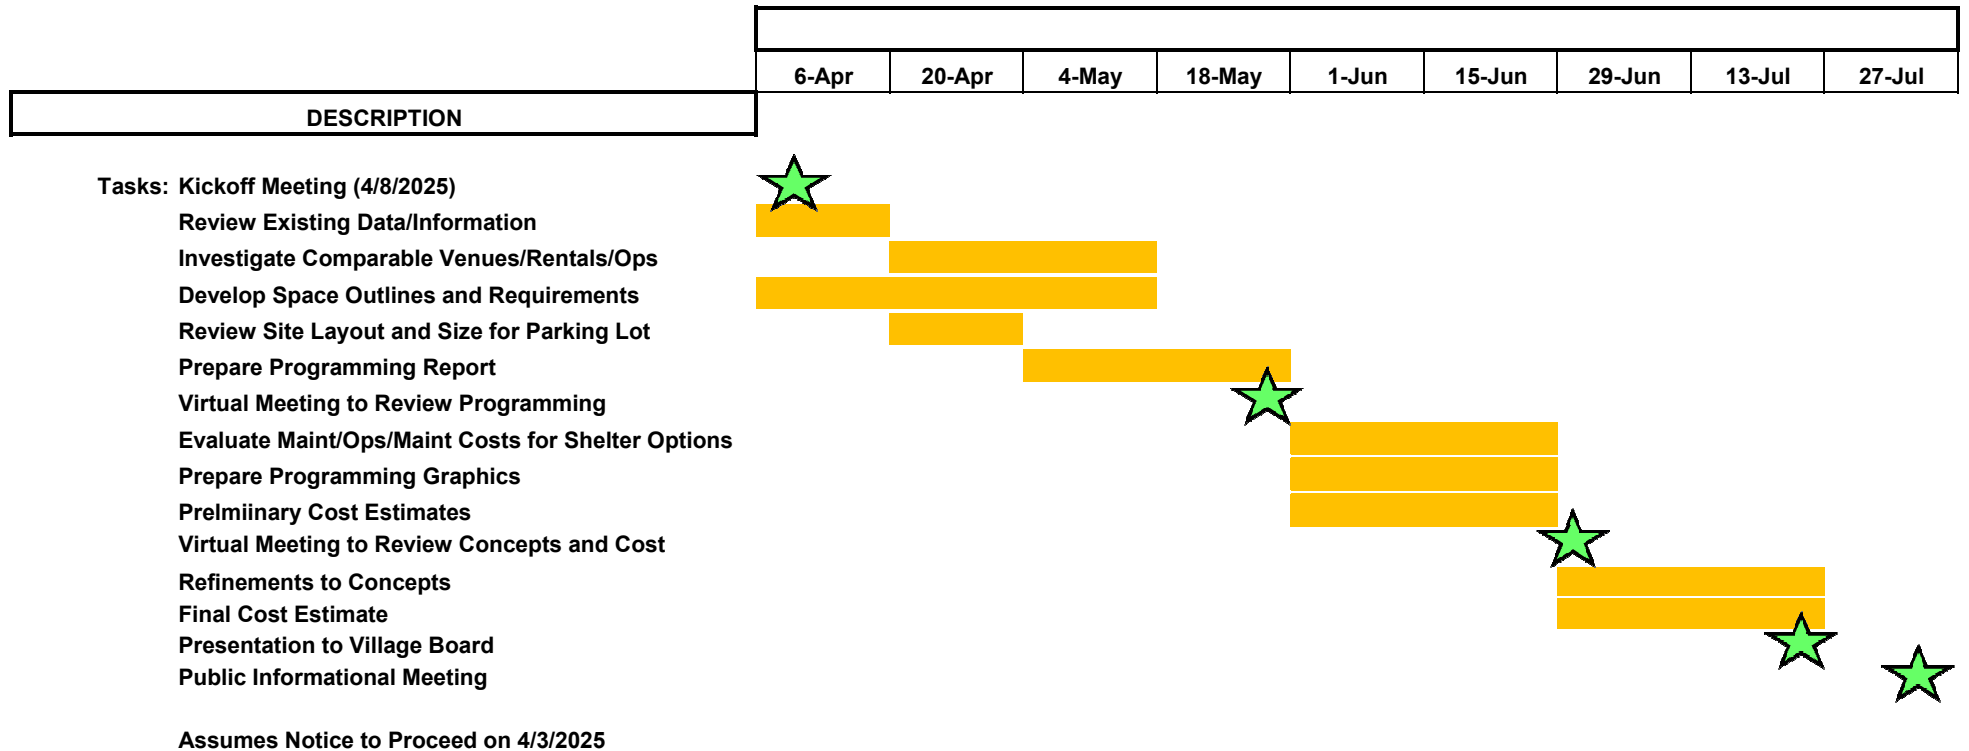 6-Apr 20-Apr 4-May 18-May 1-Jun 15-Jun 29-Jun 13-Jul 27-Jul
DESCRIPTION
Tasks: Kickoff Meeting (4/8/2025)
Review Existing Data/Information
Investigate Comparable Venues/Rentals/Ops
Develop Space Outlines and Requirements
Review Site Layout and Size for Parking Lot
Prepare Programming Report
Virtual Meeting to Review Programming
Evaluate Maint/Ops/Maint Costs for Shelter Options
Prepare Programming Graphics
Prelmiinary Cost Estimates
Virtual Meeting to Review Concepts and Cost
Refinements to Concepts
Final Cost Estimate
Presentation to Village Board
Public Informational Meeting
Assumes Notice to Proceed on 4/3/2025